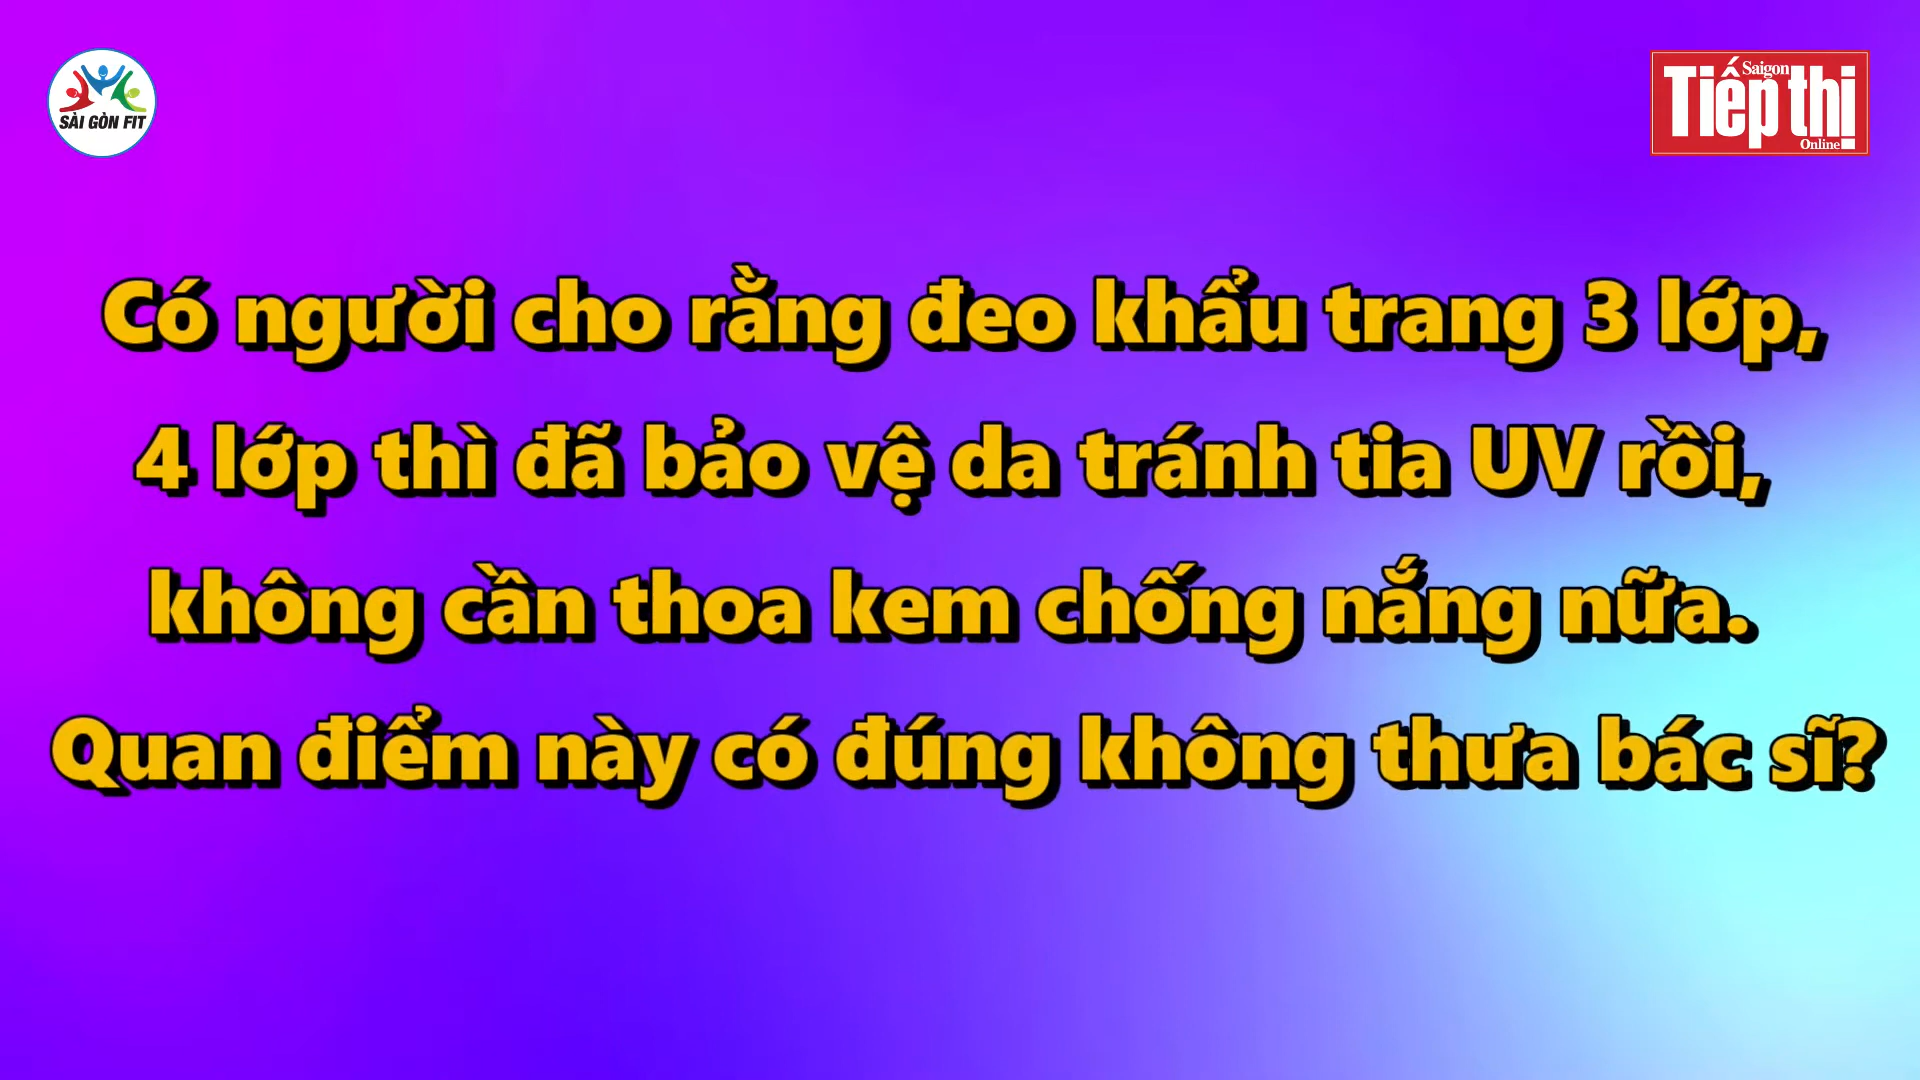 SÀI GÒN FIT
Saigon
Tiếp thị
Online
Có người cho rằng đeo khẩu trang 3 lớp,
4 lớp thì đã bảo vệ da tránh tia UV rồi,
không cần thoa kem chống nắng nữa.
Quan điểm này có đúng không thưa bác sĩ?